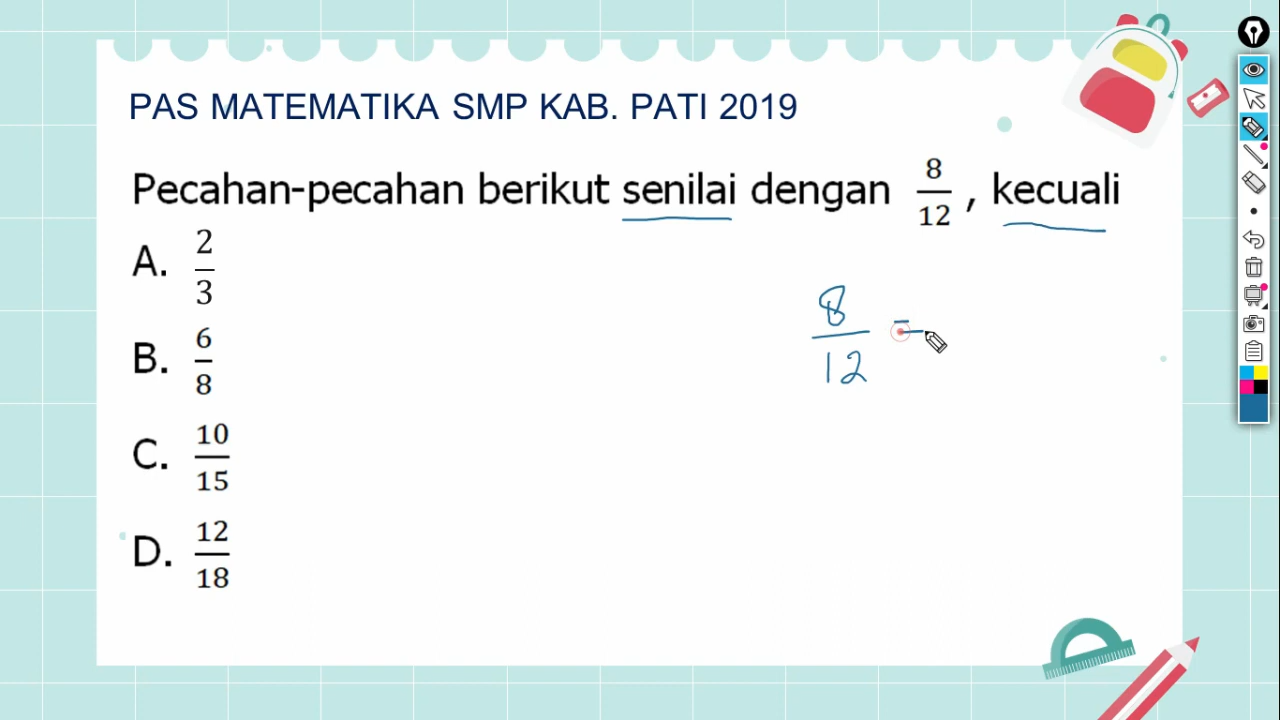 PAS MATEMATIKA SMP KAB. PATI 2019
Pecahan-pecahan berikut senilai dengan 8/12 , kecuali
A. 2/3
B. 6/8
C. 10/15
D. 12/18
8/12 =